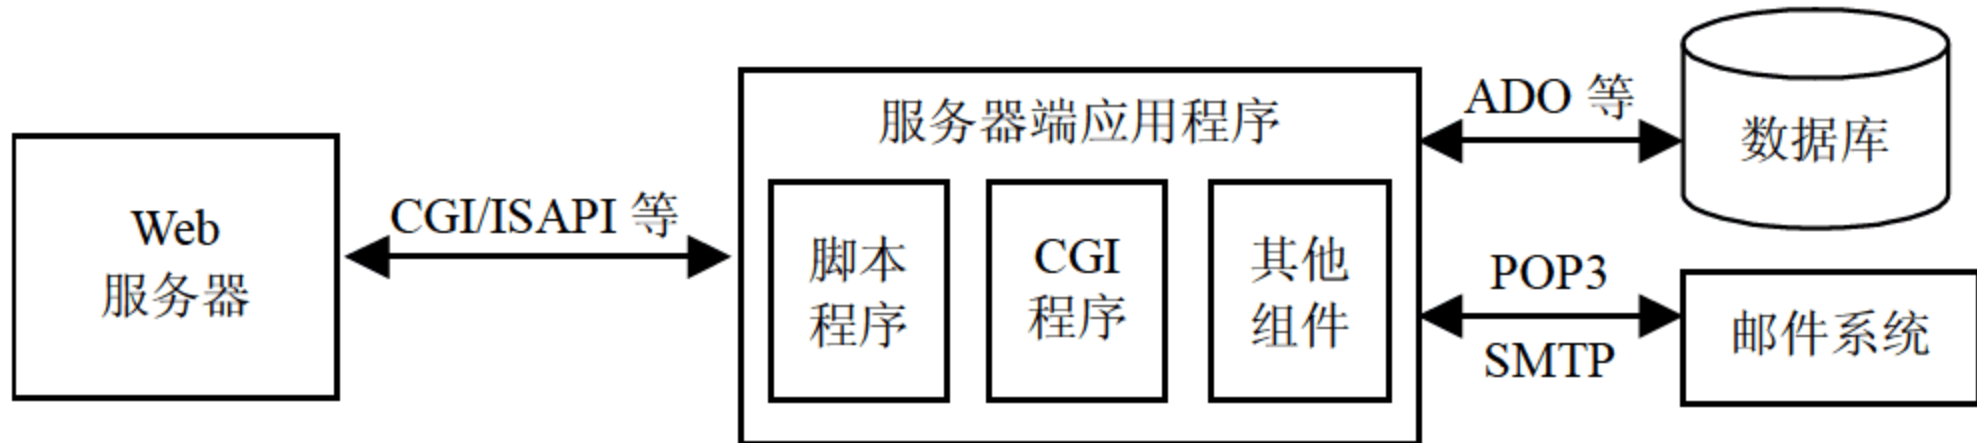 Web
服务器
CGI/ISAPI 等
服务器端应用程序
脚本
程序
CGI
程序
其他
组件
ADO 等
数据库
POP3
SMTP
邮件系统